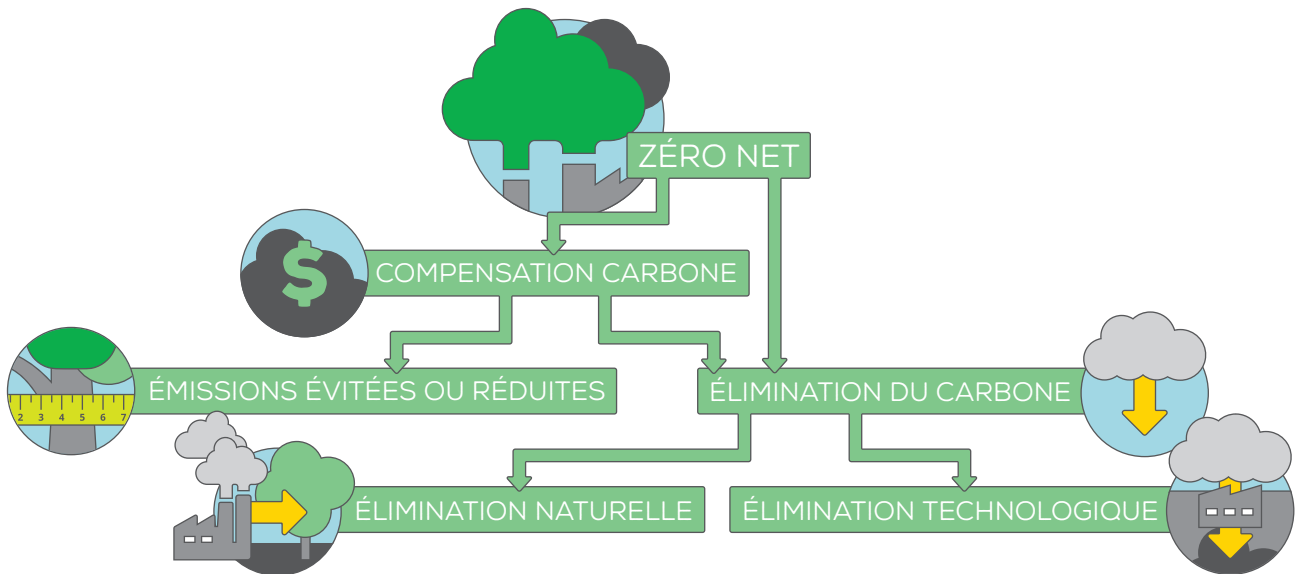 ZÉRO NET
COMPENSATION CARBONE
ÉMISSIONS ÉVITÉES OU RÉDUITES
ÉLIMINATION DU CARBONE
2 3 4 5 6 7
ÉLIMINATION NATURELLE
ÉLIMINATION TECHNOLOGIQUE
$